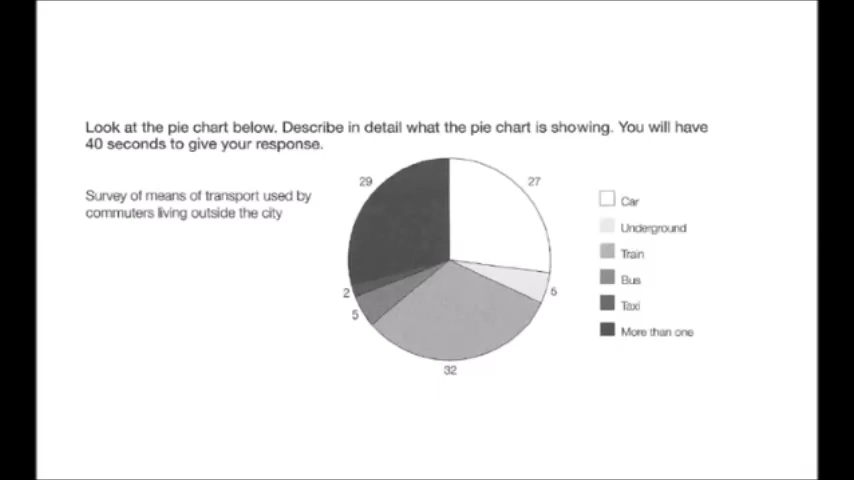 Look at the pie chart below. Describe in detail what the pie chart is showing. You will have
40 seconds to give your response.
Survey of means of transport used by
commuters living outside the city
29
27
2
5
5
32
Car
Underground
Train
Bus
Taxi
More than one